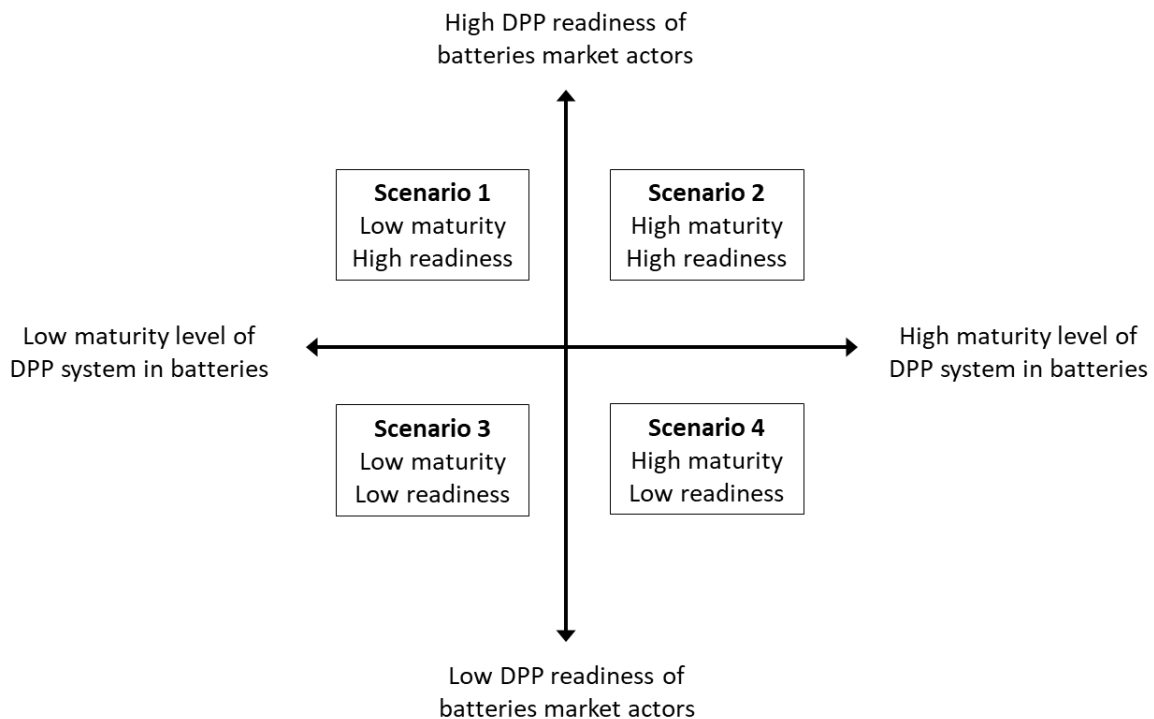 High DPP readiness of
batteries market actors
Scenario 1
Low maturity
High readiness
Scenario 2
High maturity
High readiness
Low maturity level of
DPP system in batteries
High maturity level of
DPP system in batteries
Scenario 3
Low maturity
Low readiness
Scenario 4
High maturity
Low readiness
Low DPP readiness of
batteries market actors